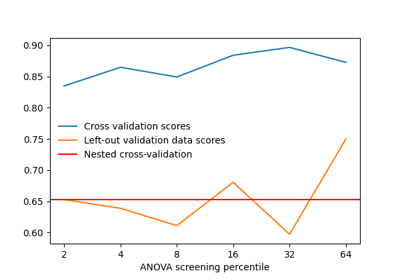 0.90
0.85
0.80
0.75
0.70
0.65
0.60
Cross validation scores
Left-out validation data scores
Nested cross-validation
2 4 8 16 32 64
ANOVA screening percentile